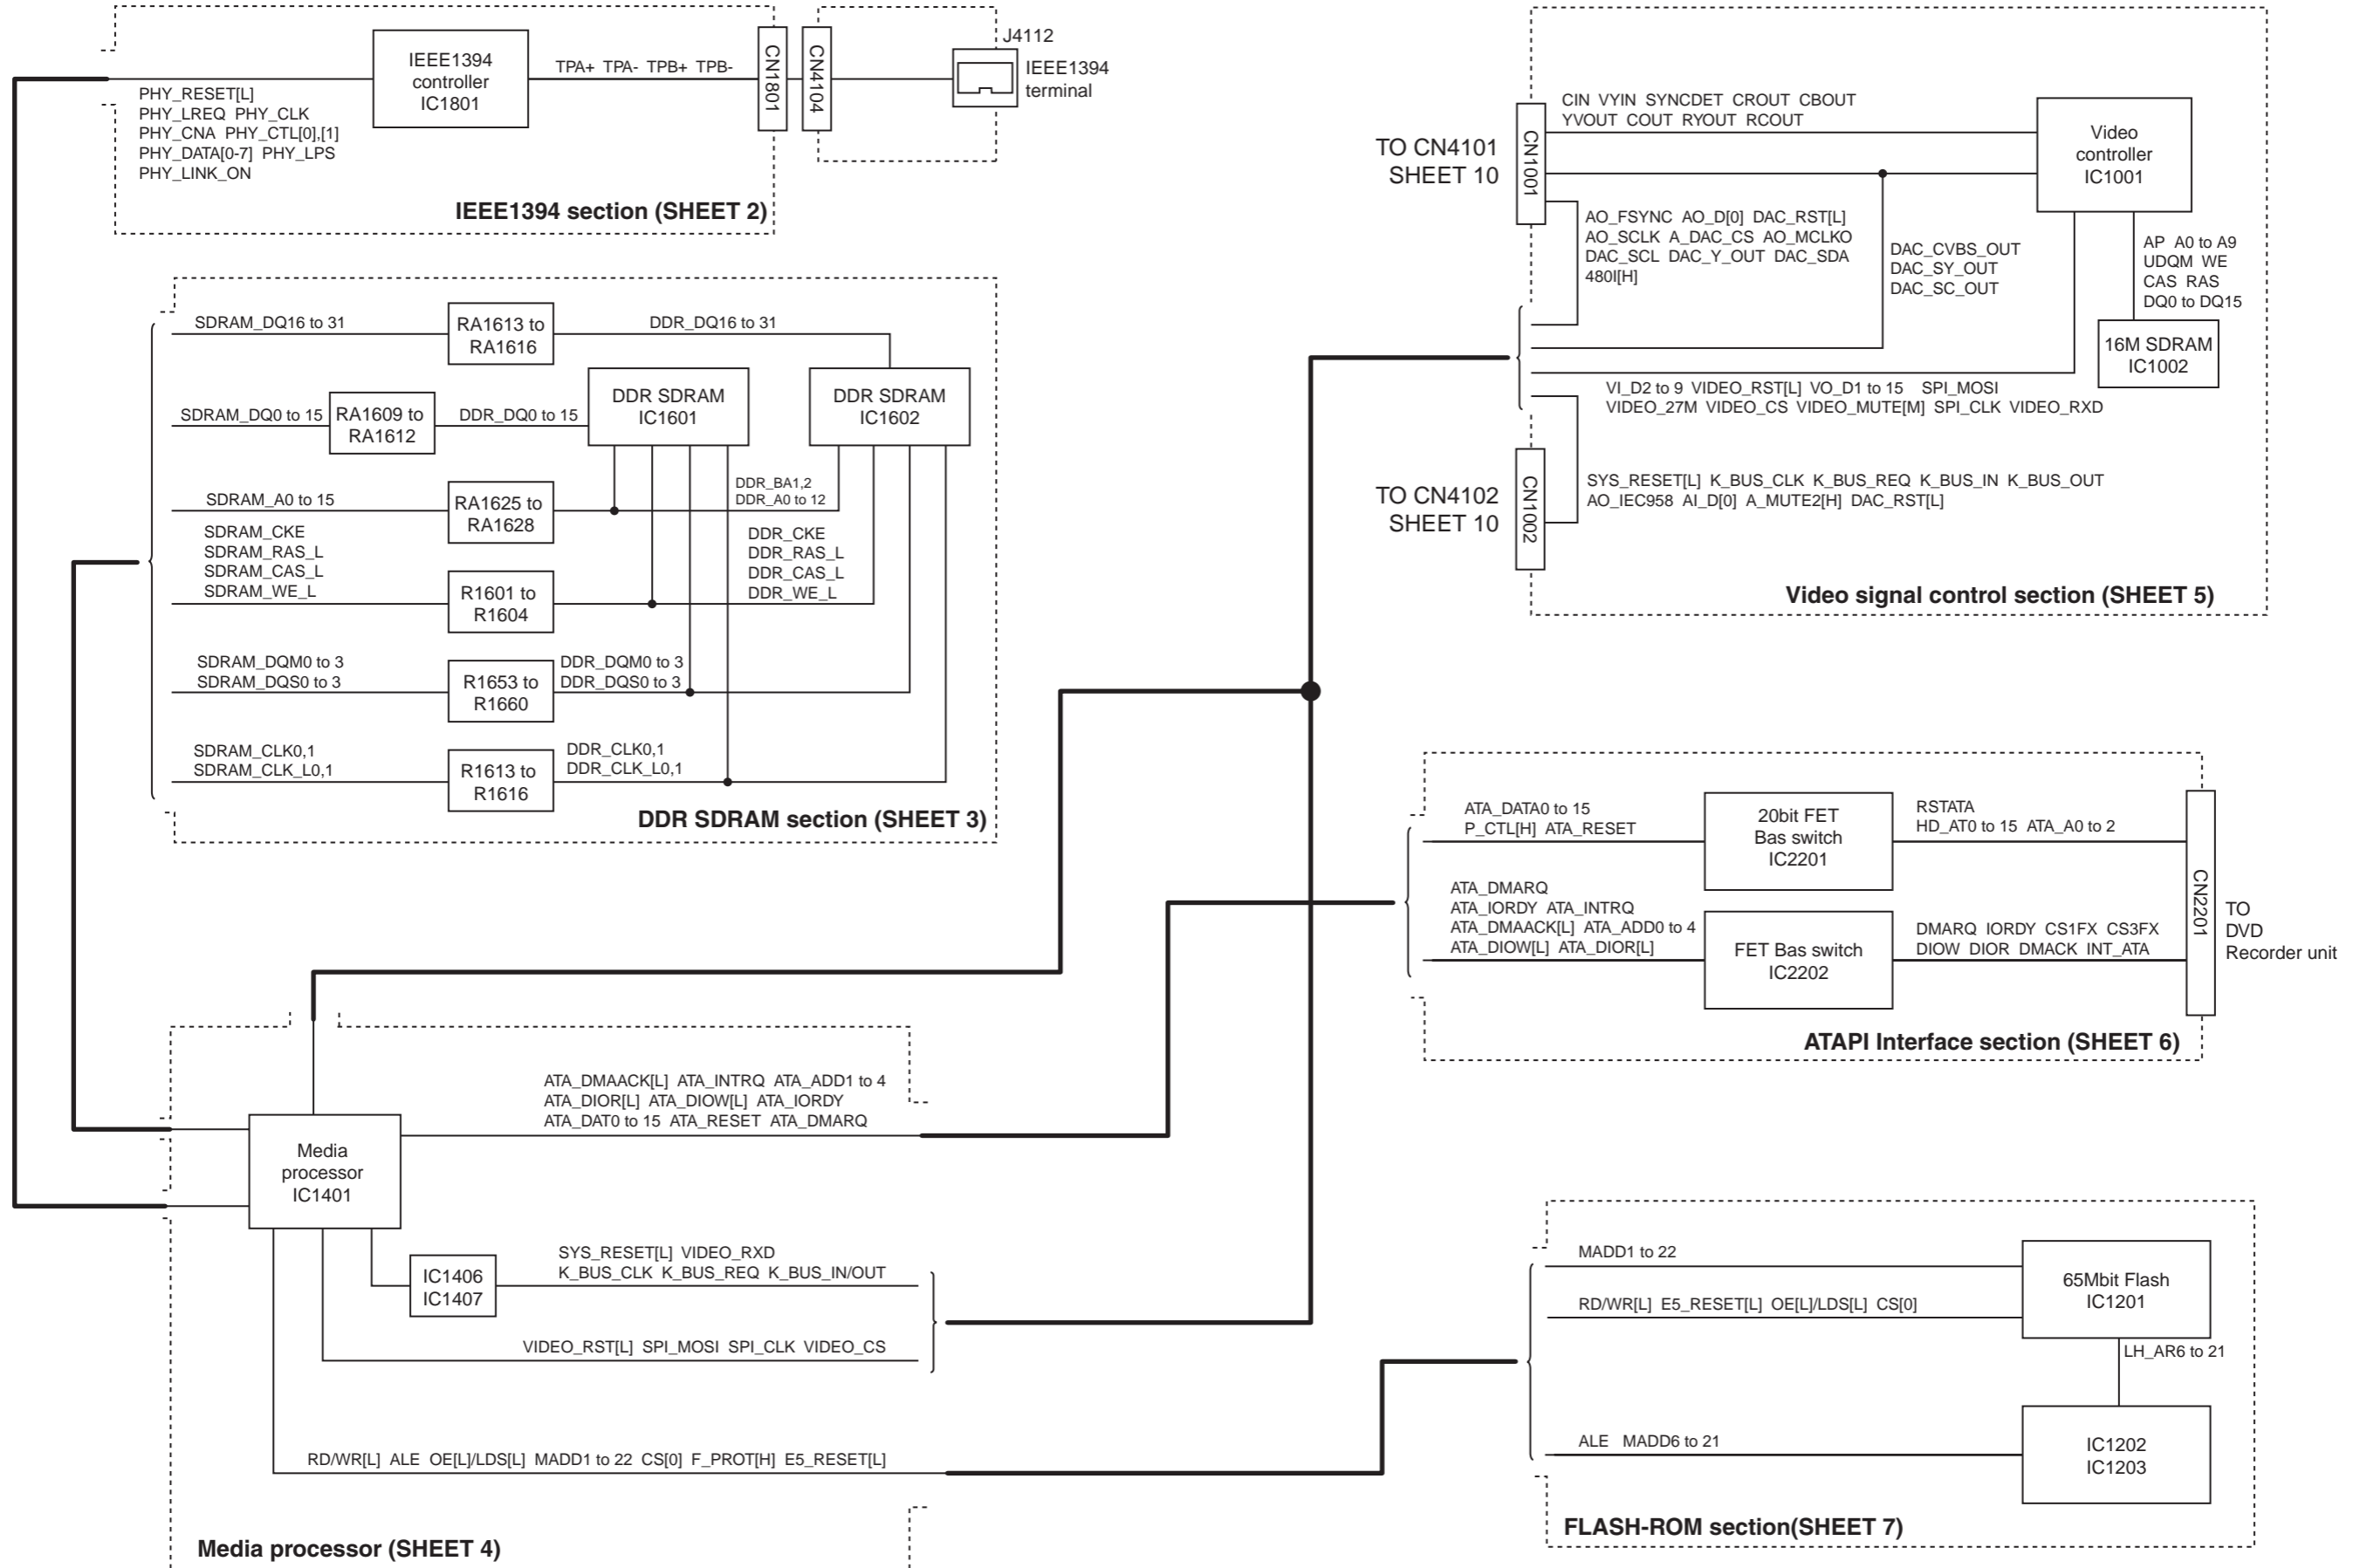 IEEE1394
controller
IC1801
TPA+ TPA- TPB+ TPB-
CN1801
CN4104
J4112
IEEE1394
terminal
PHY_RESET[L]
PHY_LREQ PHY_CLK
PHY_CNA PHY_CTL[0],[1]
PHY_DATA[0-7] PHY_LPS
PHY_LINK_ON
IEEE1394 section (SHEET 2)
SDRAM_DQ16 to 31
RA1613 to
RA1616
DDR_DQ16 to 31
SDRAM_DQ0 to 15
RA1609 to
RA1612
DDR_DQ0 to 15
DDR SDRAM
IC1601
DDR SDRAM
IC1602
SDRAM_A0 to 15
RA1625 to
RA1628
DDR_BA1,2
DDR_A0 to 12
SDRAM_CKE
SDRAM_RAS_L
SDRAM_CAS_L
SDRAM_WE_L
R1601 to
R1604
DDR_CKE
DDR_RAS_L
DDR_CAS_L
DDR_WE_L
SDRAM_DQM0 to 3
SDRAM_DQS0 to 3
R1653 to
R1660
DDR_DQM0 to 3
DDR_DQS0 to 3
SDRAM_CLK0,1
SDRAM_CLK_L0,1
R1613 to
R1616
DDR_CLK0,1
DDR_CLK_L0,1
DDR SDRAM section (SHEET 3)
TO CN4101
SHEET 10
CN1001
CIN VYIN SYNCDET CROUT CBOUT
YVOUT COUT RYOUT RCOUT
Video
controller
IC1001
AO_FSYNC AO_D[0] DAC_RST[L]
AO_SCLK A_DAC_CS AO_MCLKO
DAC_SCL DAC_Y_OUT DAC_SDA
480I[H]
DAC_CVBS_OUT
DAC_SY_OUT
DAC_SC_OUT
AP A0 to A9
UDQM WE
CAS RAS
DQ0 to DQ15
16M SDRAM
IC1002
VI_D2 to 9 VIDEO_RST[L] VO_D1 to 15 SPI_MOSI
VIDEO_27M VIDEO_CS VIDEO_MUTE[M] SPI_CLK VIDEO_RXD
TO CN4102
SHEET 10
CN1002
SYS_RESET[L] K_BUS_CLK K_BUS_REQ K_BUS_IN K_BUS_OUT
AO_IEC958 AI_D[0] A_MUTE2[H] DAC_RST[L]
Video signal control section (SHEET 5)
ATA_DATA0 to 15
P_CTL[H] ATA_RESET
20bit FET
Bas switch
IC2201
RSTATA
HD_AT0 to 15 ATA_A0 to 2
ATA_DMARQ
ATA_IORDY ATA_INTRQ
ATA_DMAACK[L] ATA_ADD0 to 4
ATA_DIOW[L] ATA_DIOR[L]
FET Bas switch
IC2202
DMARQ IORDY CS1FX CS3FX
DIOW DIOR DMACK INT_ATA
CN2201
TO
DVD
Recorder unit
ATAPI Interface section (SHEET 6)
Media
processor
IC1401
ATA_DMAACK[L] ATA_INTRQ ATA_ADD1 to 4
ATA_DIOR[L] ATA_DIOW[L] ATA_IORDY
ATA_DAT0 to 15 ATA_RESET ATA_DMARQ
IC1406
IC1407
SYS_RESET[L] VIDEO_RXD
K_BUS_CLK K_BUS_REQ K_BUS_IN/OUT
VIDEO_RST[L] SPI_MOSI SPI_CLK VIDEO_CS
RD/WR[L] ALE OE[L]/LDS[L] MADD1 to 22 CS[0] F_PROT[H] E5_RESET[L]
Media processor (SHEET 4)
MADD1 to 22
RD/WR[L] E5_RESET[L] OE[L]/LDS[L] CS[0]
65Mbit Flash
IC1201
LH_AR6 to 21
ALE MADD6 to 21
IC1202
IC1203
FLASH-ROM section(SHEET 7)